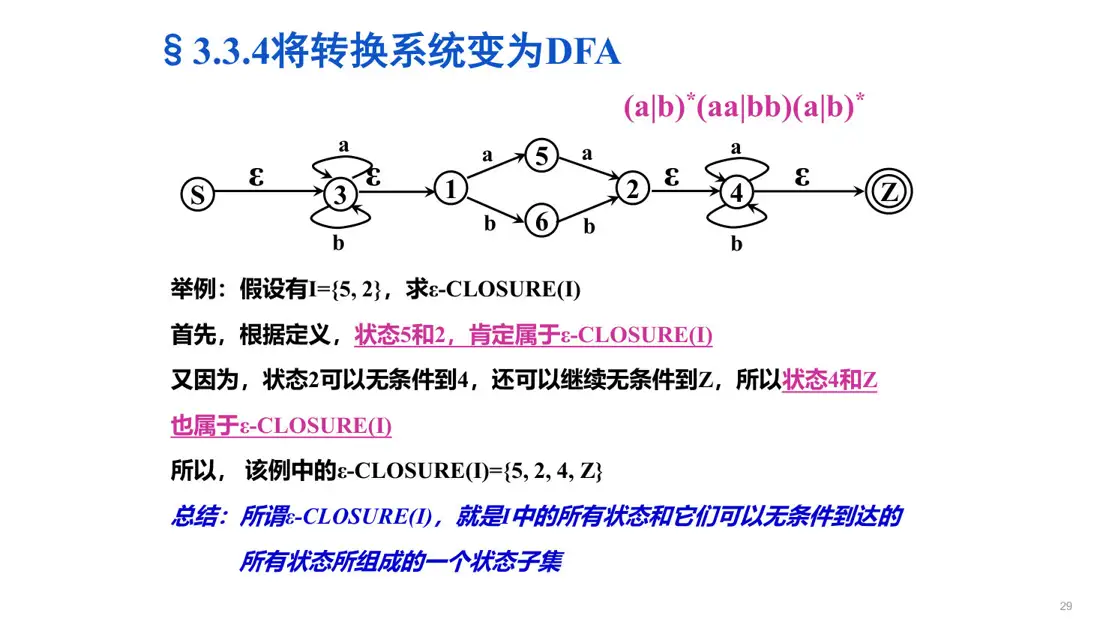 §3.3.4将转换系统变为DFA
(a|b)*(aa|bb)(a|b)*
a a a a
S ε 3 ε 1 5 2 ε 4 ε Z
6
b b b b
举例：假设有I={5, 2}，求ε-CLOSURE(I)
首先，根据定义，状态5和2，肯定属于ε-CLOSURE(I)
又因为，状态2可以无条件到4，还可以继续无条件到Z，所以状态4和Z
也属于ε-CLOSURE(I)
所以， 该例中的ε-CLOSURE(I)={5, 2, 4, Z}
总结：所谓ε-CLOSURE(I)，就是I中的所有状态和它们可以无条件到达的
所有状态所组成的一个状态子集
29